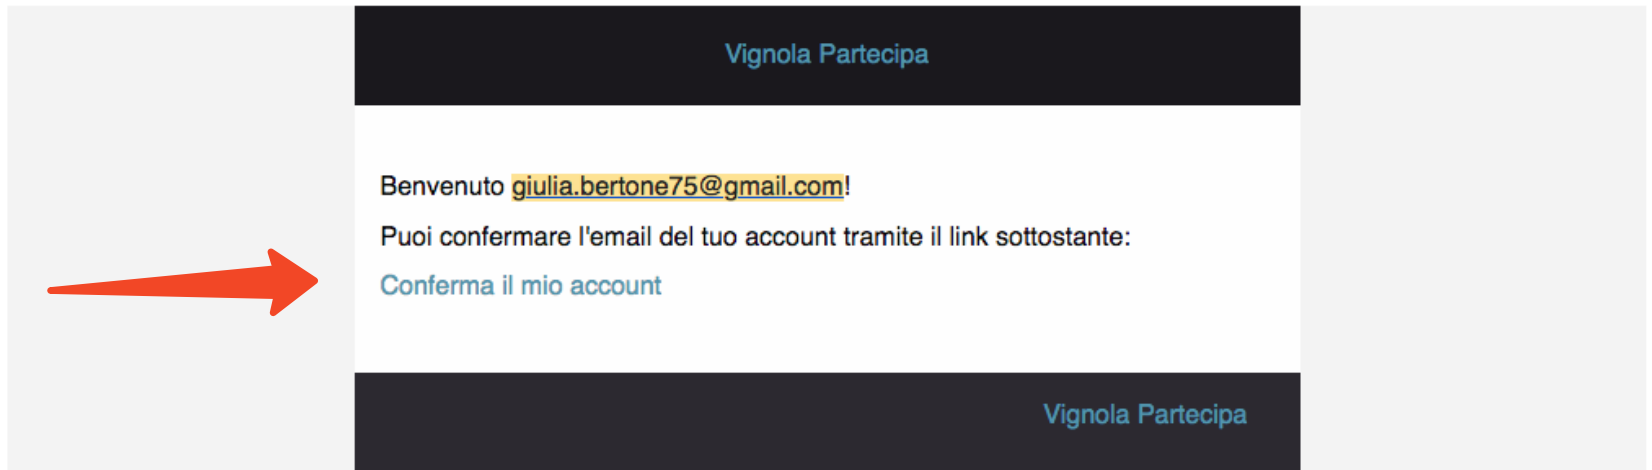 Vignola Partecipa
Benvenuto giulia.bertone75@gmail.com!
Puoi confermare l'email del tuo account tramite il link sottostante:
Conferma il mio account
Vignola Partecipa